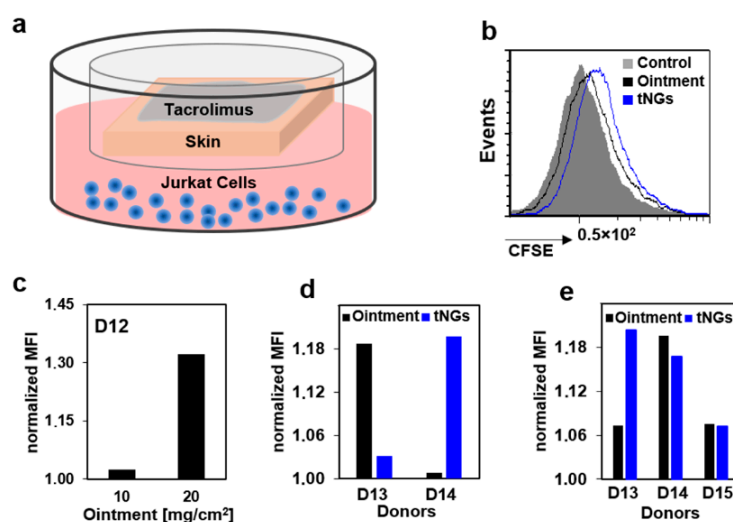 a
Tacrolimus
Skin
Jurkat Cells
b
Control
Ointment
tNGs
Events
0.5×10²
CFSE
c
D12
normalized MFI
1.45
1.30
1.15
1.00
10 20
Ointment [mg/cm²]
d
Ointment tNGs
normalized MFI
1.18
1.12
1.06
1.00
D13 D14
Donors
e
Ointment tNGs
normalized MFI
1.18
1.12
1.06
1.00
D13 D14 D15
Donors